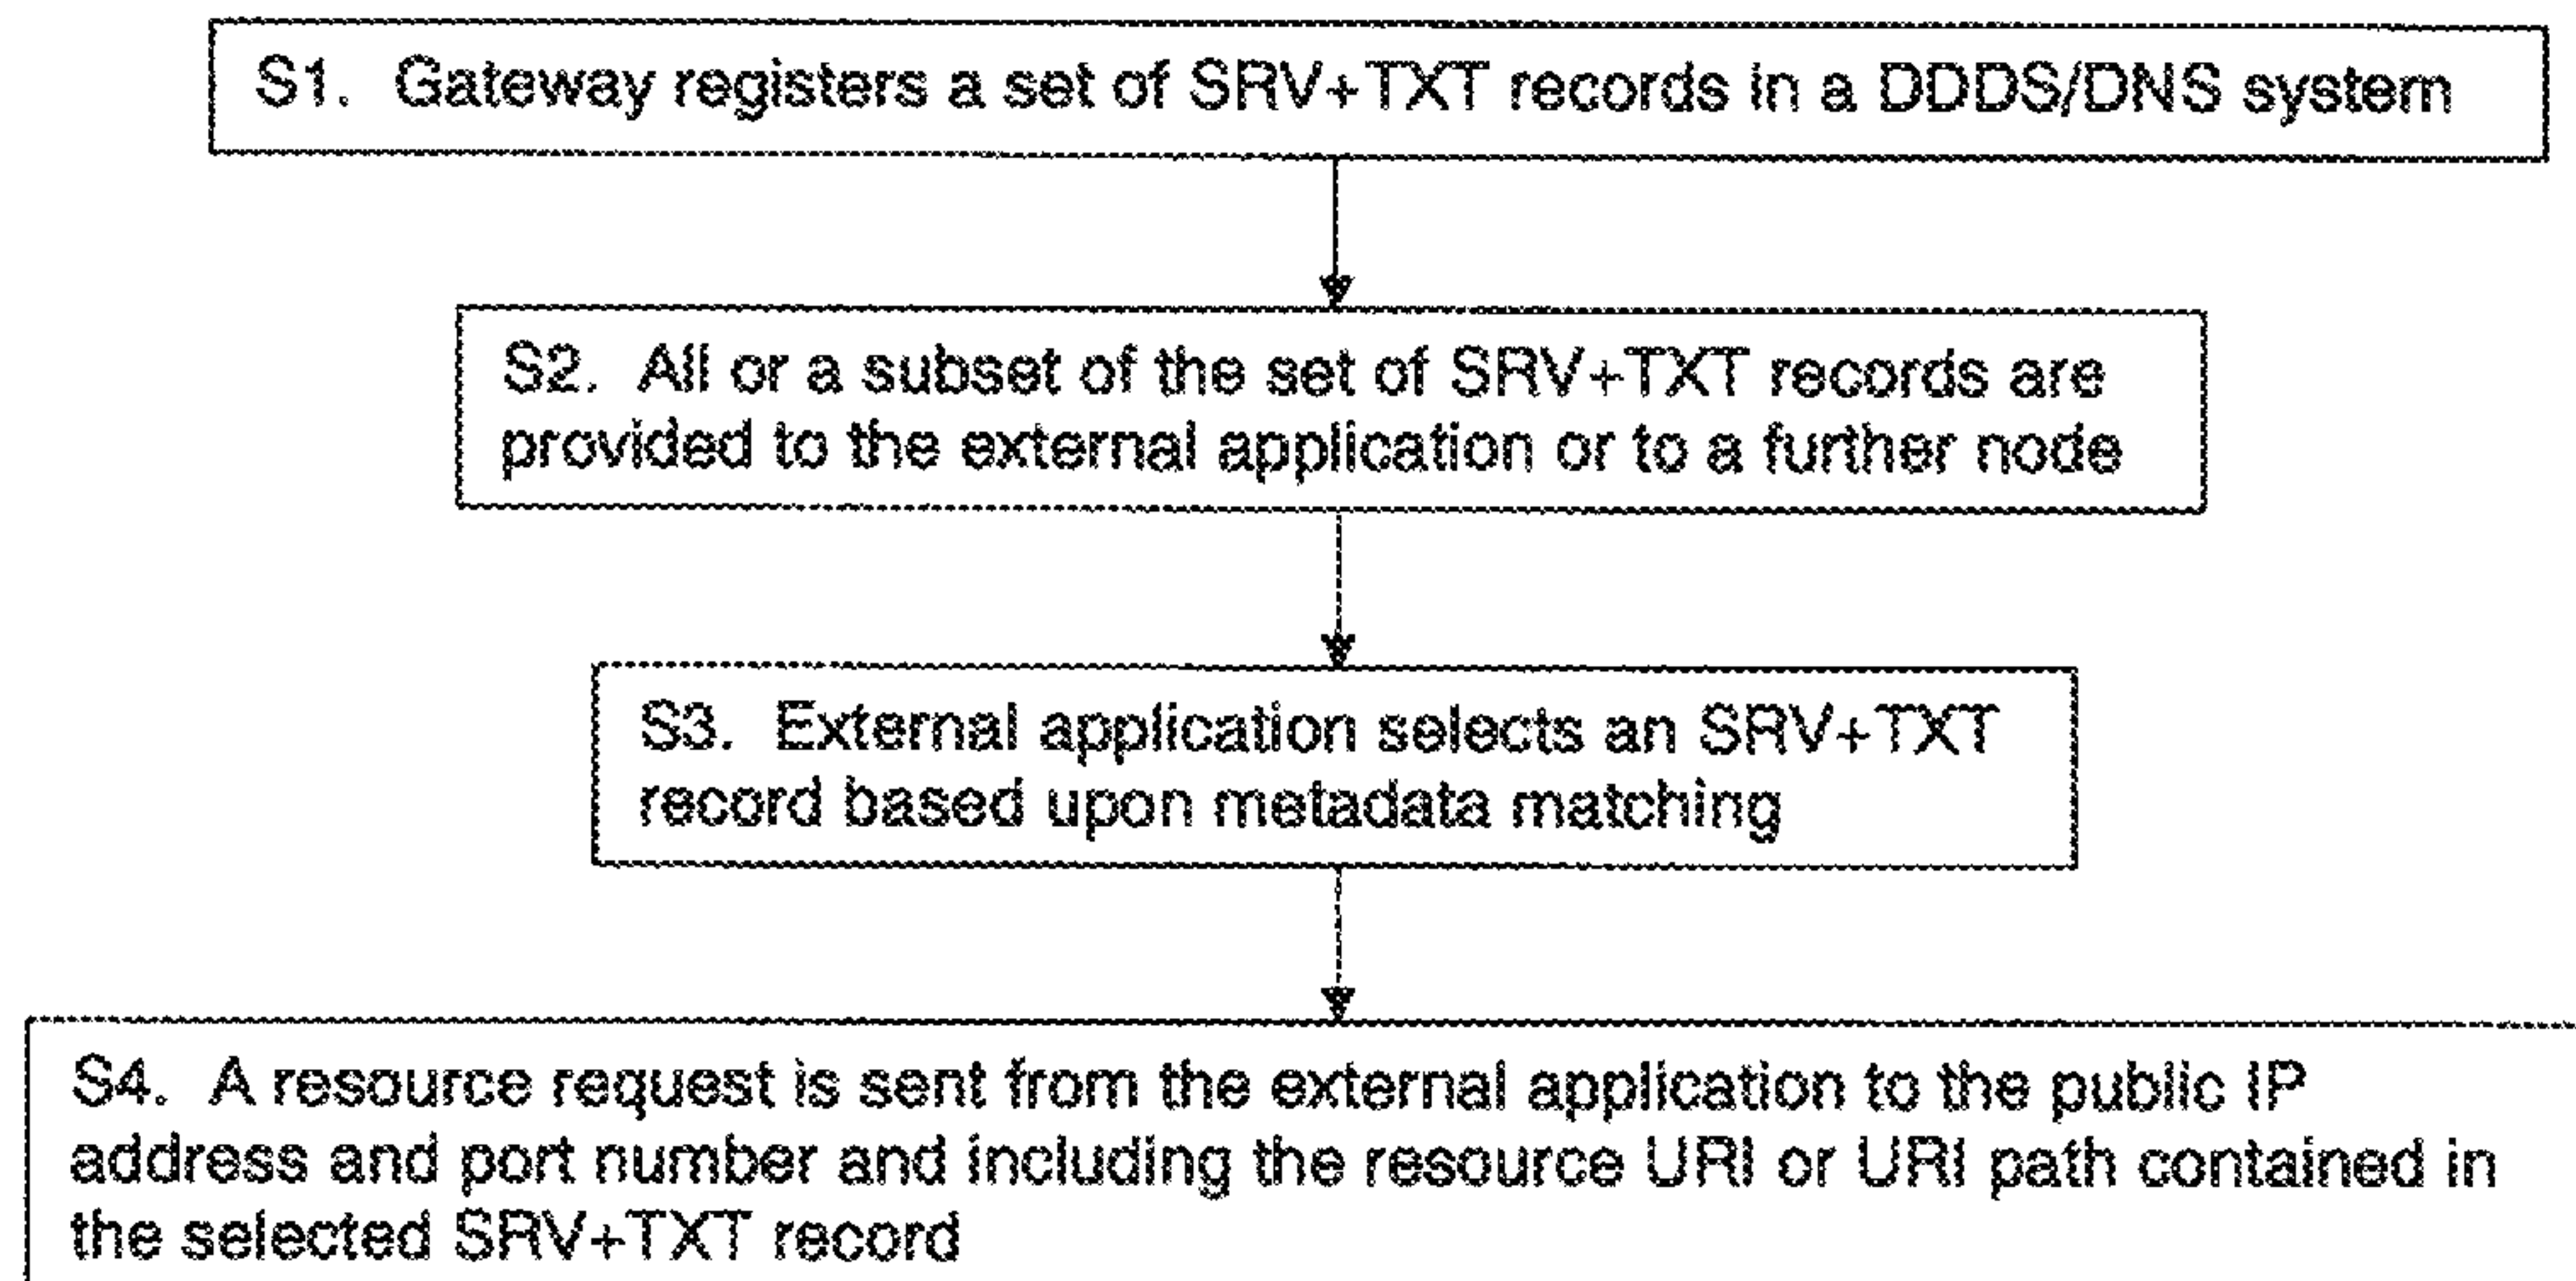 S1. Gateway registers a set of SRV+TXT records in a DDDS/DNS system
S2. All or a subset of the set of SRV+TXT records are
provided to the external application or to a further node
S3. External application selects an SRV+TXT
record based upon metadata matching
S4. A resource request is sent from the external application to the public IP
address and port number and including the resource URI or URI path contained in
the selected SRV+TXT record